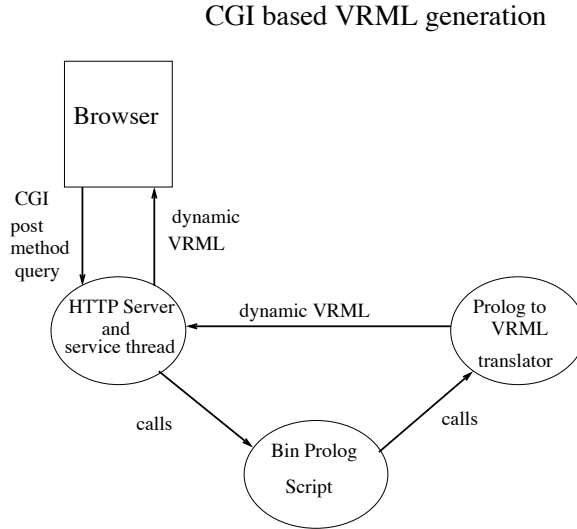 CGI based VRML generation
Browser
CGI
post
method
query
dynamic
VRML
HTTP Server
and
service thread
dynamic VRML
Prolog to
VRML
translator
calls
calls
Bin Prolog
Script